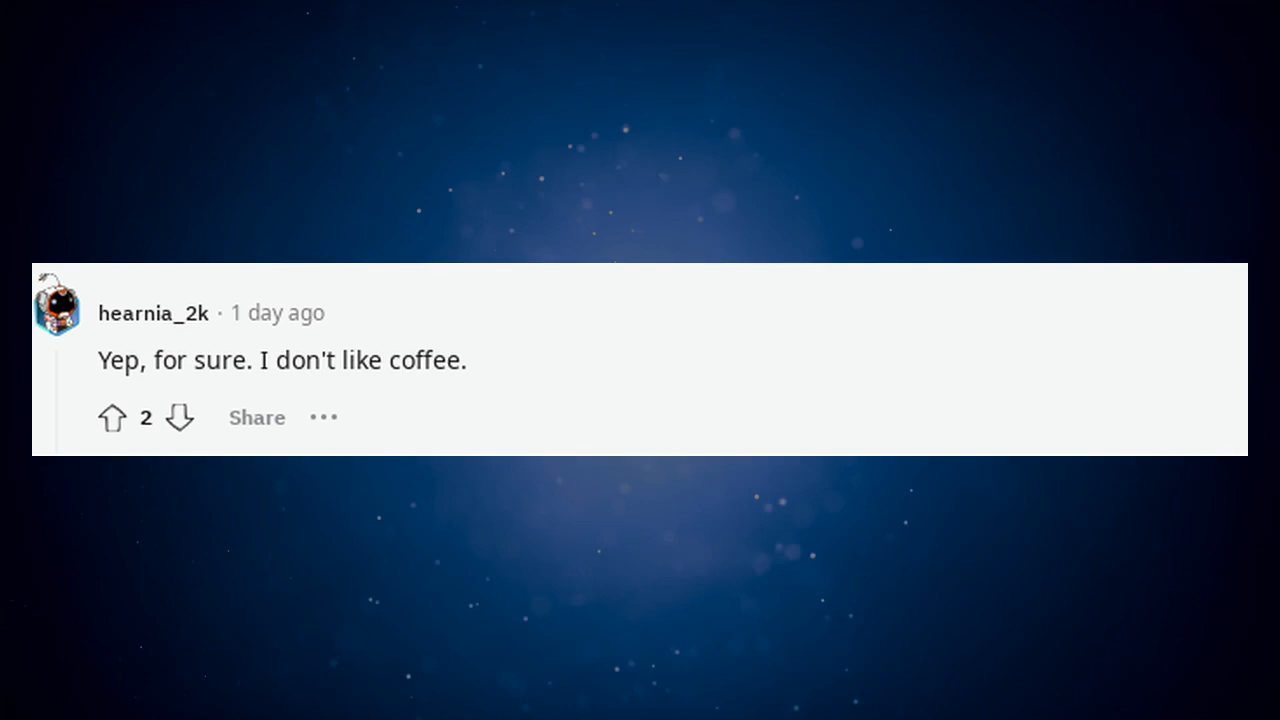 hearnia_2k · 1 day ago
Yep, for sure. I don't like coffee.
2 Share ···